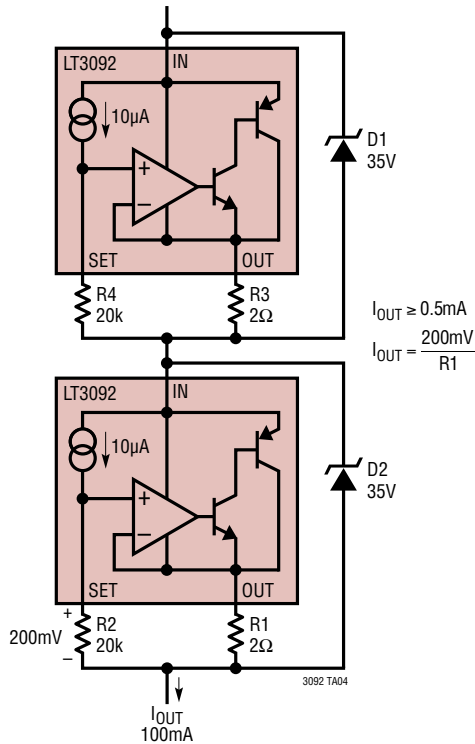 LT3092
IN
10µA
D1
35V
+
–
SET
OUT
R4
20k
R3
2Ω
IOUT ≥ 0.5mA
IOUT = 200mV
R1
LT3092
IN
10µA
D2
35V
+
–
SET
OUT
+
200mV
–
R2
20k
R1
2Ω
3092 TA04
IOUT
100mA